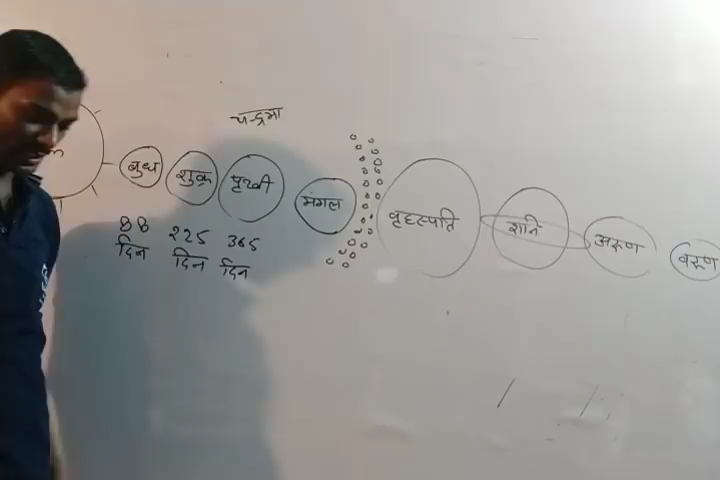 चन्द्रमा
बुध शुक्र पृथ्वी मंगल वृहस्पति शनि अरुण वरुण
88 225 365
दिन दिन दिन